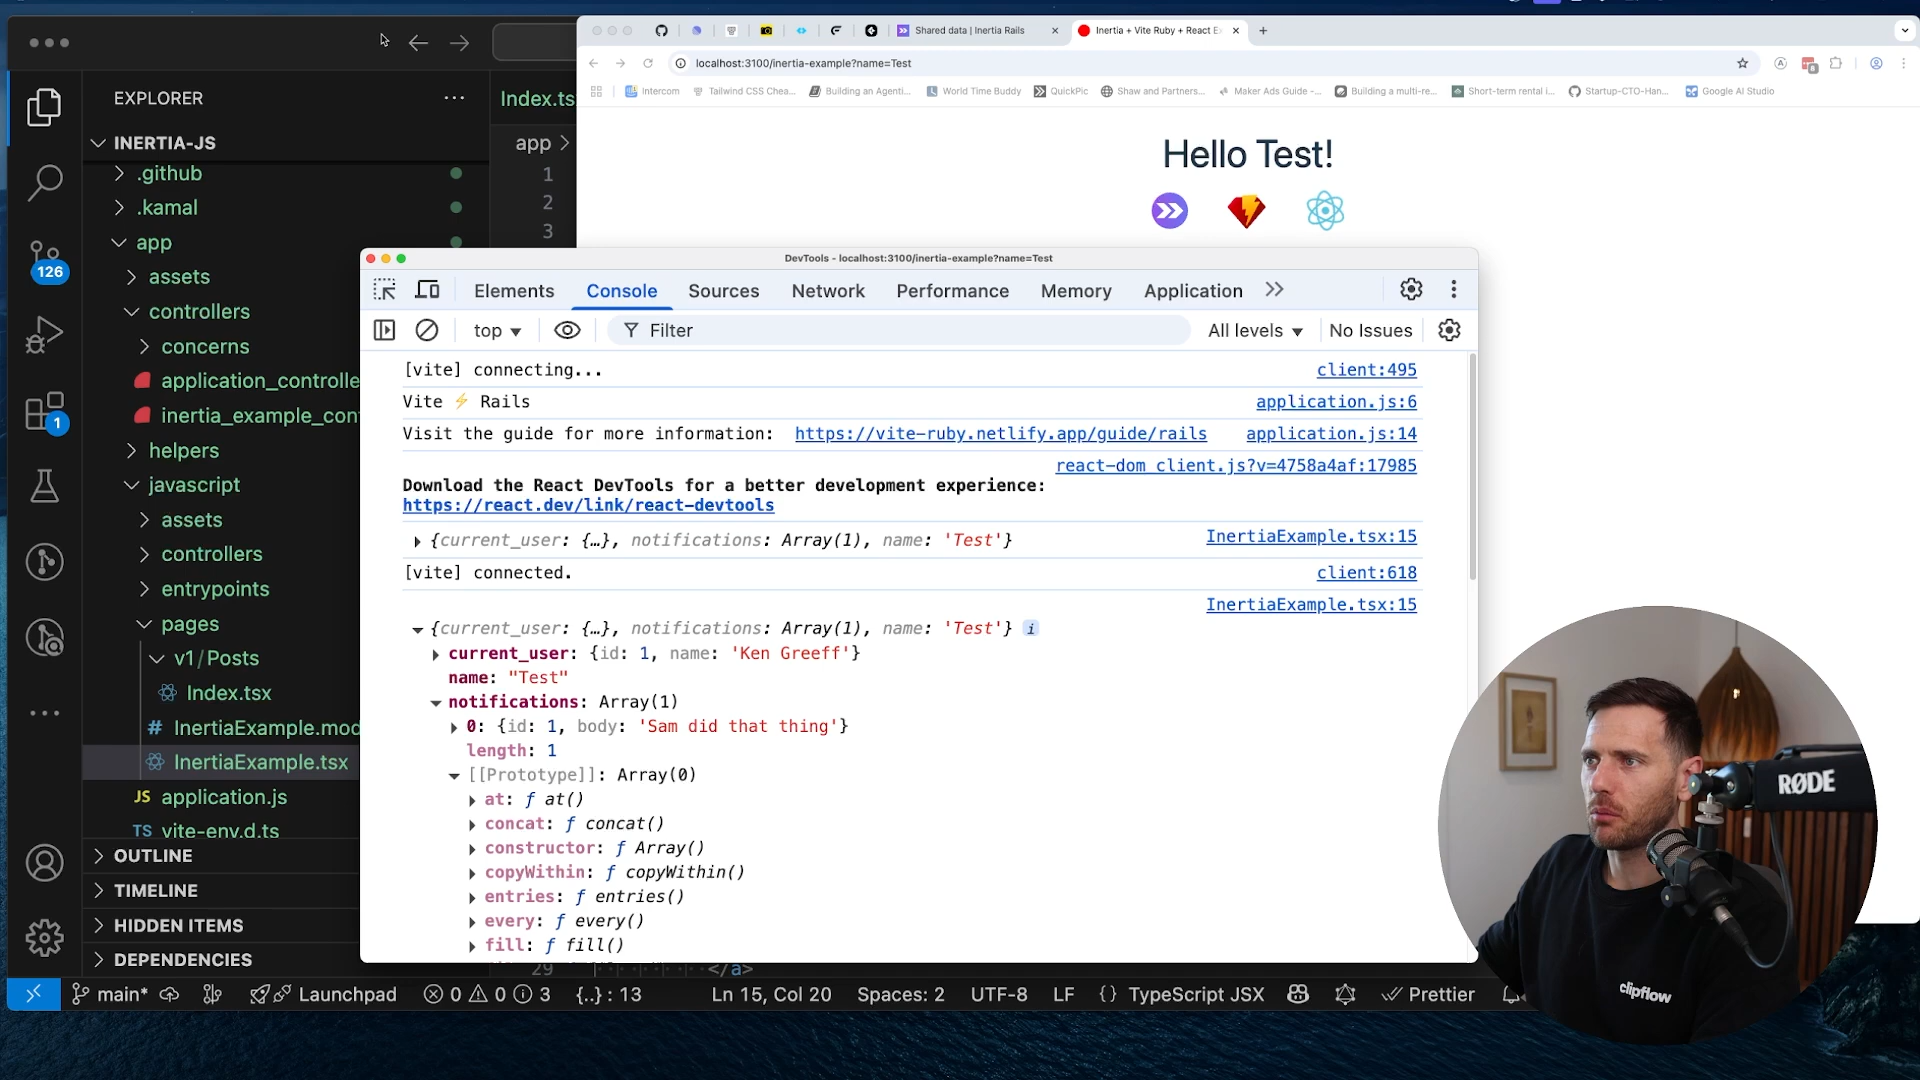 Shared data | Inertia Rails
Inertia + Vite Ruby + React Ex
localhost:3100/inertia-example?name=Test
Intercom
Tailwind CSS Chea...
Building an Agenti...
World Time Buddy
QuickPic
Shaw and Partners...
Maker Ads Guide -...
Building a multi-re...
Short-term rental i...
Startup-CTO-Han...
Google AI Studio
Hello Test!
EXPLORER
INERTIA-JS
.github
.kamal
app
assets
controllers
concerns
application_controlle
inertia_example_con
helpers
javascript
assets
controllers
entrypoints
pages
v1/Posts
Index.tsx
InertiaExample.mod
InertiaExample.tsx
application.js
vite-env.d.ts
OUTLINE
TIMELINE
HIDDEN ITEMS
DEPENDENCIES
126
1
Index.ts
app >
1
2
3
DevTools - localhost:3100/inertia-example?name=Test
Elements Console Sources Network Performance Memory Application
top Filter All levels No Issues
[vite] connecting... client:495
Vite ⚡ Rails application.js:6
Visit the guide for more information: https://vite-ruby.netlify.app/guide/rails application.js:14
react-dom_client.js?v=4758a4af:17985
Download the React DevTools for a better development experience:
https://react.dev/link/react-devtools
{current_user: {…}, notifications: Array(1), name: 'Test'} InertiaExample.tsx:15
[vite] connected. client:618
InertiaExample.tsx:15
{current_user: {…}, notifications: Array(1), name: 'Test'} i
current_user: {id: 1, name: 'Ken Greeff'}
name: "Test"
notifications: Array(1)
0: {id: 1, body: 'Sam did that thing'}
length: 1
[[Prototype]]: Array(0)
at: ƒ at()
concat: ƒ concat()
constructor: ƒ Array()
copyWithin: ƒ copyWithin()
entries: ƒ entries()
every: ƒ every()
fill: ƒ fill()
29 </a>
main* Launchpad 0 0 3 {..} : 13 Ln 15, Col 20 Spaces: 2 UTF-8 LF {} TypeScript JSX Prettier
RØDE
clipflow